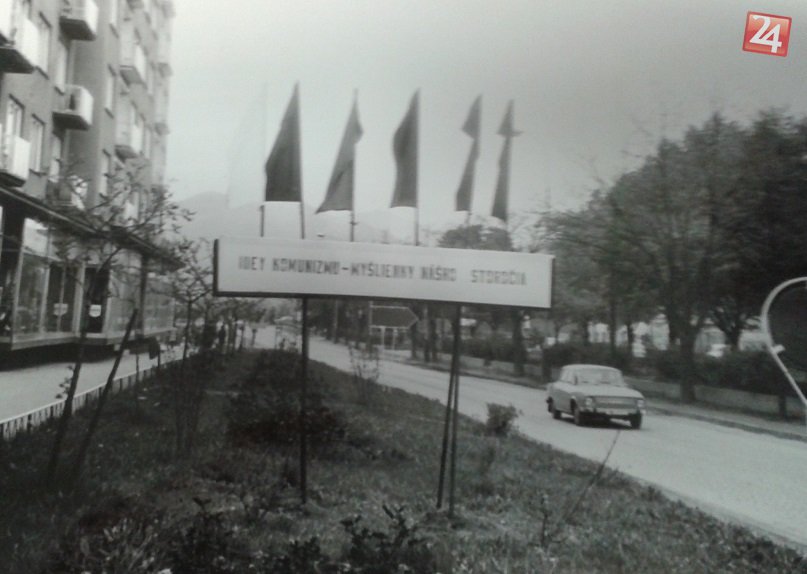 24
IDEY KOMUNIZMU - MYŠLIENKY NÁŠHO STOROČIA